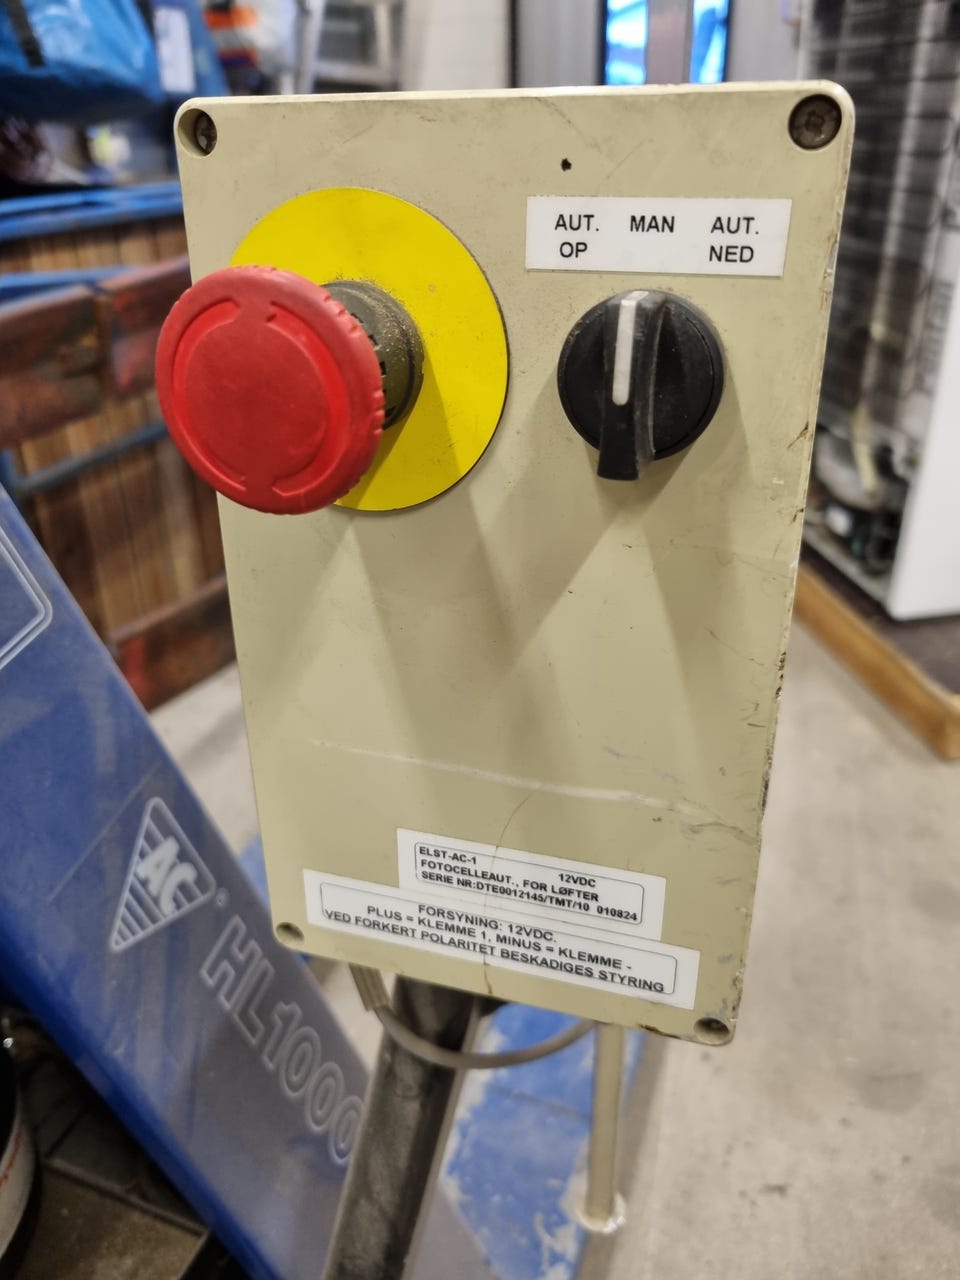 AUT. MAN AUT.
OP NED
ELST-AC-1 12VDC
FOTOCELLEAUT., FOR LØFTER
SERIE NR:DTE0012145/TMT/10 010824
FORSYNING: 12VDC.
PLUS = KLEMME 1, MINUS = KLEMME -
VED FORKERT POLARITET BESKADIGES STYRING
AC
HL1000